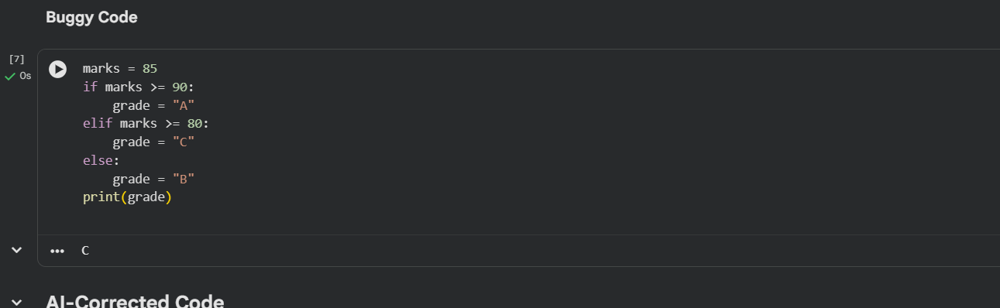 Buggy Code
[7]
0s
marks = 85
if marks >= 90:
    grade = "A"
elif marks >= 80:
    grade = "C"
else:
    grade = "B"
print(grade)
C
AI-Corrected Code